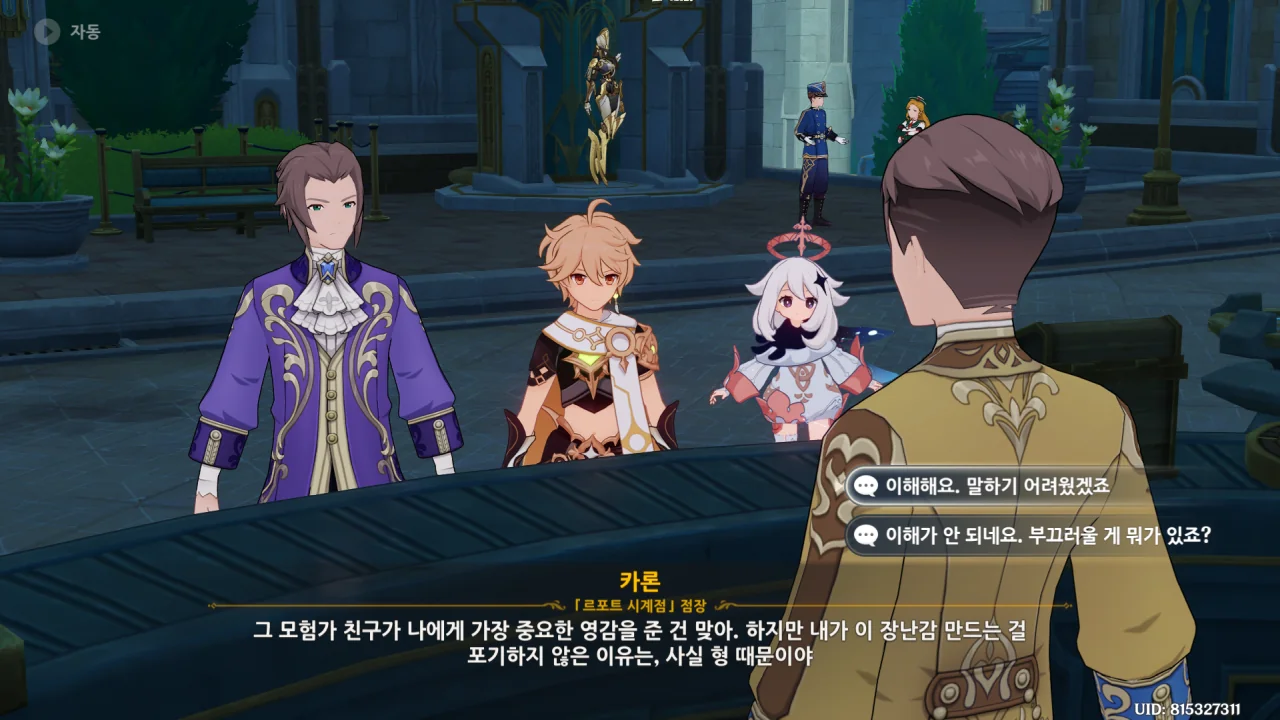 자동
이해해요. 말하기 어려웠겠죠
이해가 안 되네요. 부끄러울 게 뭐가 있죠?
카론
「르포트 시계점」 점장
그 모험가 친구가 나에게 가장 중요한 영감을 준 건 맞아. 하지만 내가 이 장난감 만드는 걸
포기하지 않은 이유는, 사실 형 때문이야
UID: 815327311